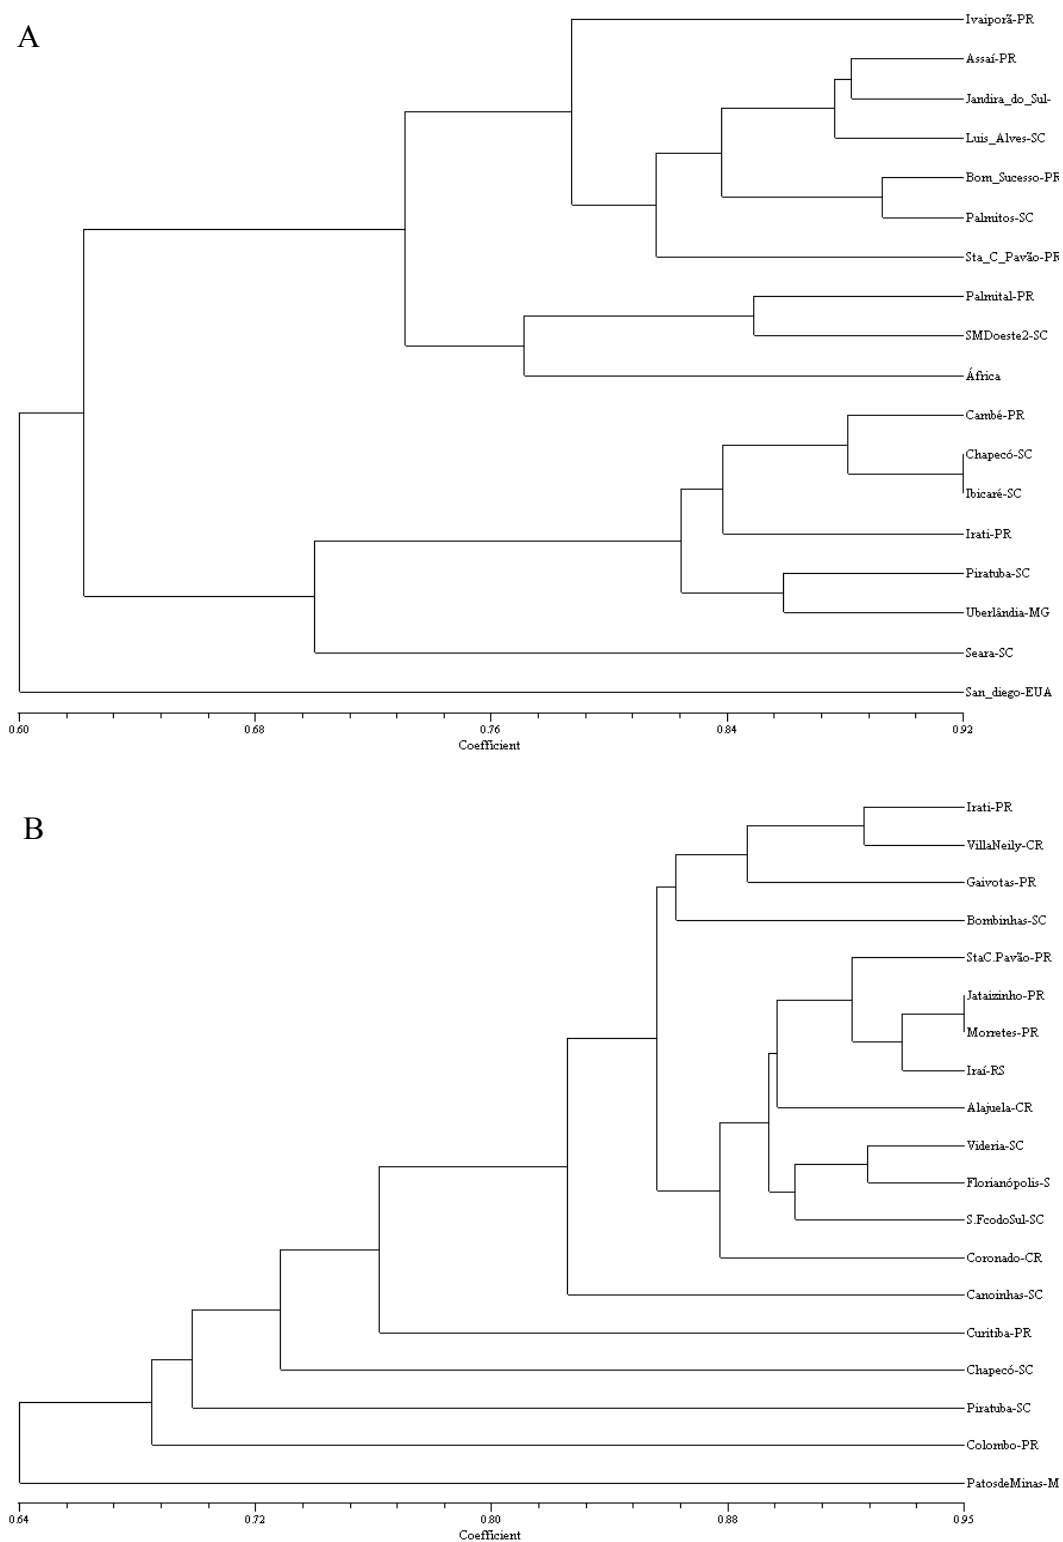 A
Ivaiporã-PR
Assaí-PR
Jandira_do_Sul-
Luis_Alves-SC
Bom_Sucesso-PR
Palmitos-SC
Sta_C_Pavão-PR
Palmital-PR
SMDoeste2-SC
África
Cambé-PR
Chapecó-SC
Ibicaré-SC
Irati-PR
Piratuba-SC
Uberlândia-MG
Seara-SC
San_diego-EUA
0.60 0.68 0.76 0.84 0.92
Coefficient
B
Irati-PR
VillaNeily-CR
Gaivotas-PR
Bombinhas-SC
StaC.Pavão-PR
Jataizinho-PR
Morretes-PR
Iraí-RS
Alajuela-CR
Videria-SC
Florianópolis-S
S.FcodoSul-SC
Coronado-CR
Canoinhas-SC
Curitiba-PR
Chapecó-SC
Piratuba-SC
Colombo-PR
PatosdeMinas-M
0.64 0.72 0.80 0.88 0.95
Coefficient